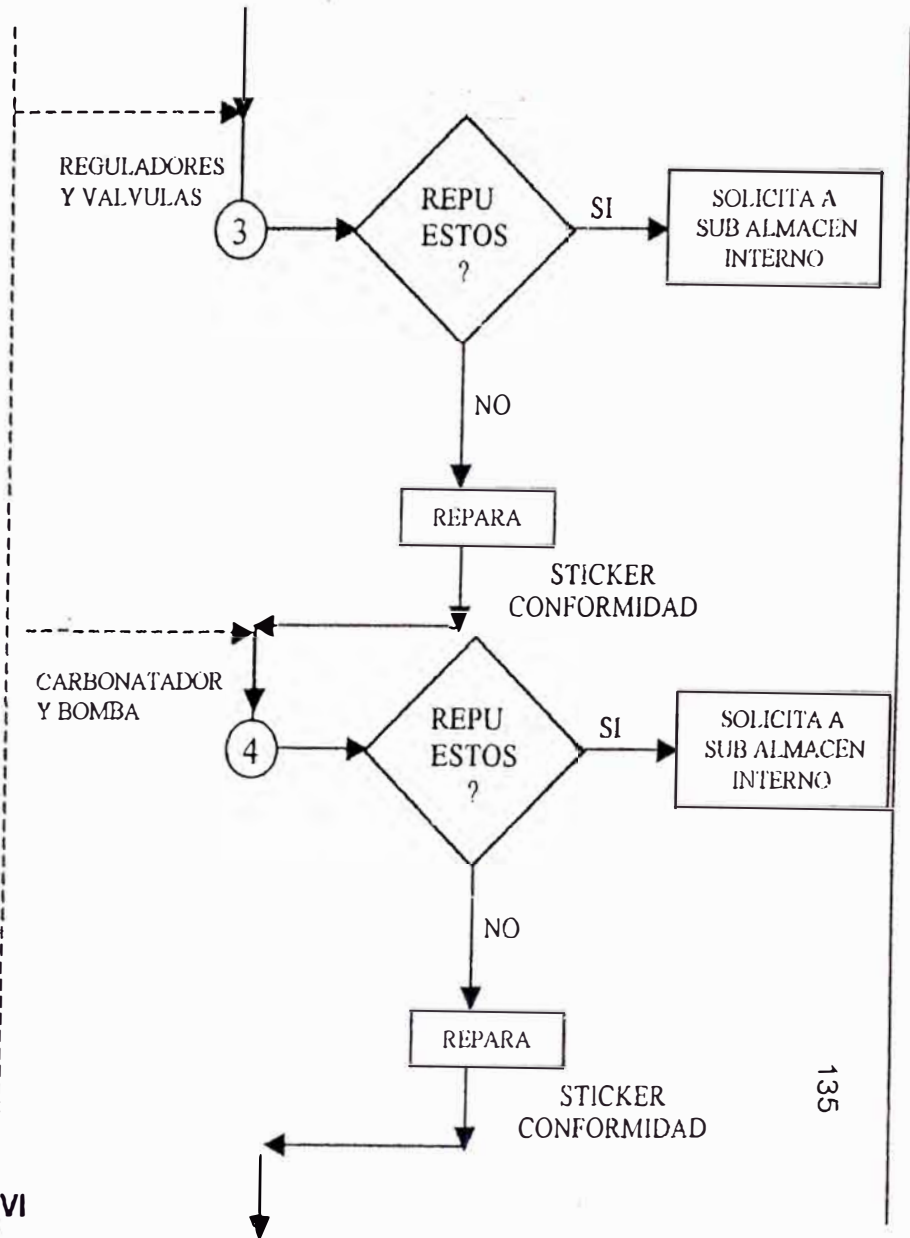 REGULADORES
Y VALVULAS
3
REPU
ESTOS
?
SI
SOLICITA A
SUB ALMACEN
INTERNO
NO
REPARA
STICKER
CONFORMIDAD
CARBONATADOR
Y BOMBA
4
REPU
ESTOS
?
SI
SOLICITA A
SUB ALMACEN
INTERNO
NO
REPARA
STICKER
CONFORMIDAD
135
VI